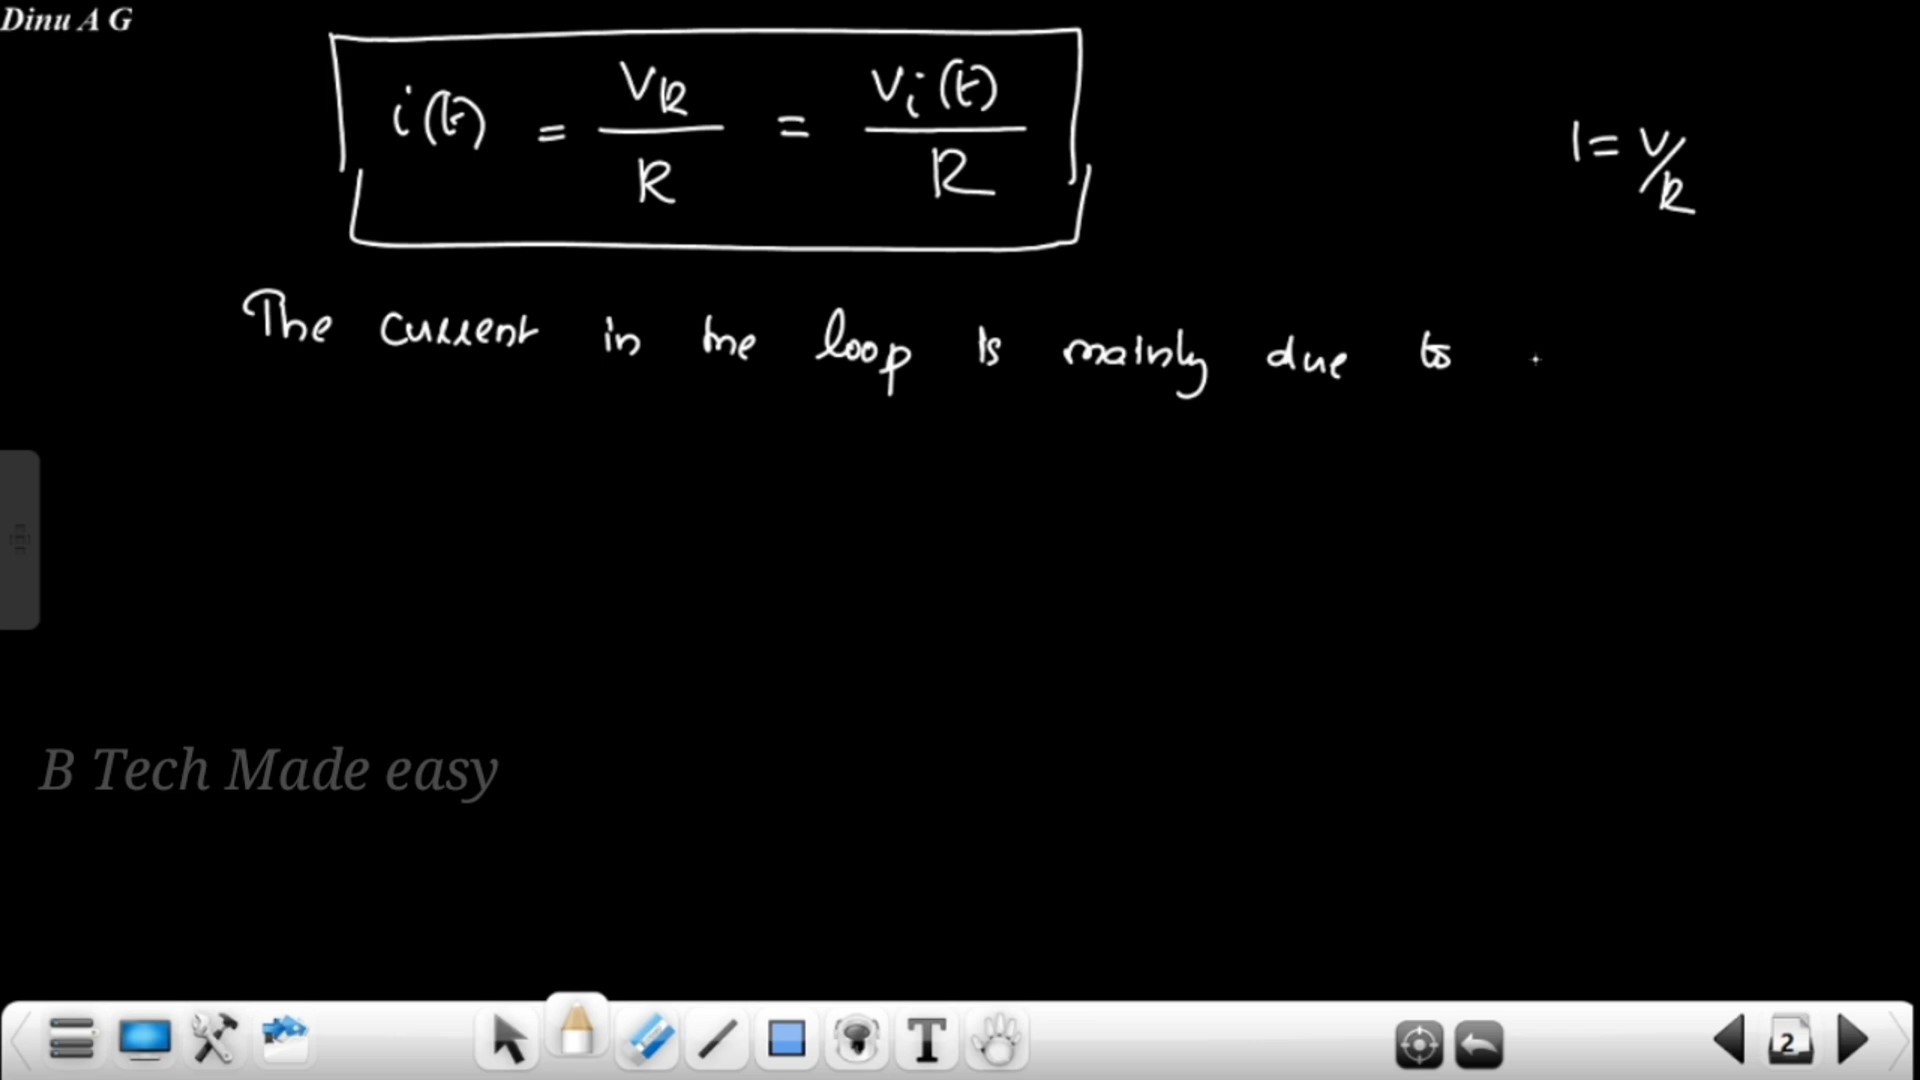 Dinu A G
i(t) = VR/R = Vi(t)/R
I = V/R
The current in the loop is mainly due to
B Tech Made easy
T
2